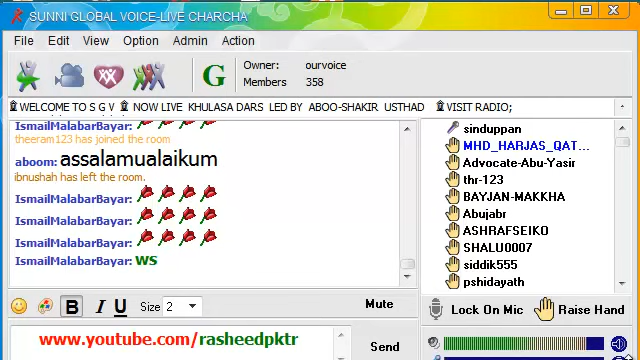 SUNNI GLOBAL VOICE-LIVE CHARCHA
File Edit View Option Admin Action
G
Owner: ourvoice
Members 358
WELCOME TO S G V NOW LIVE KHULASA DARS LED BY ABOO-SHAKIR USTHAD VISIT RADIO;
IsmailMalabarBayar:
theeram123 has joined the room
aboom: assalamualaikum
ibnushah has left the room.
IsmailMalabarBayar:
IsmailMalabarBayar:
IsmailMalabarBayar:
IsmailMalabarBayar: ws
sinduppan
MHD_HARJAS_QAT...
Advocate-Abu-Yasir
thr-123
BAYJAN-MAKKHA
Abujabr
ASHRAFSEIKO
SHALU0007
siddik555
pshidayath
B I U Size 2 Mute
Lock On Mic Raise Hand
www.youtube.com/rasheedpktr
Send